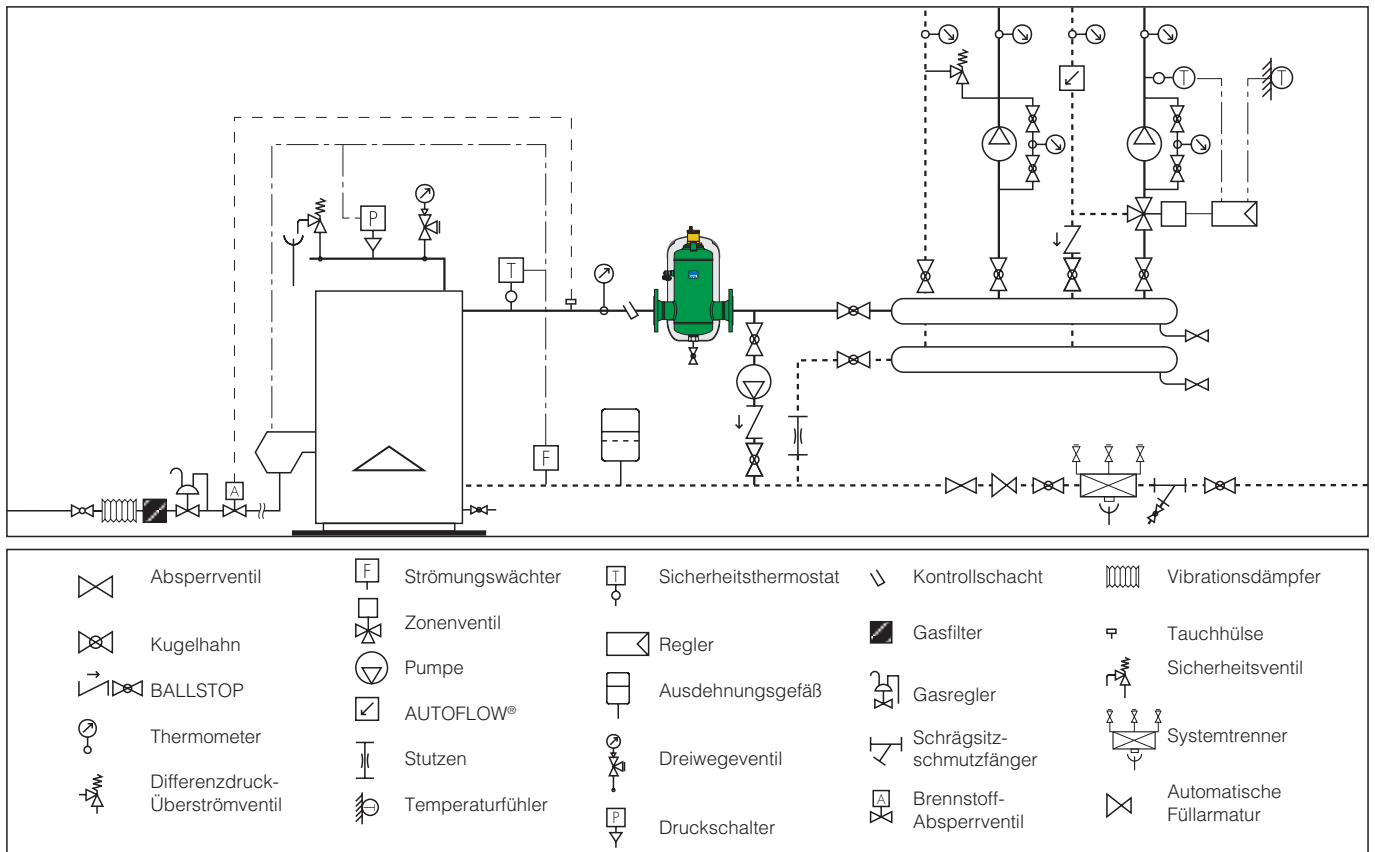 T
T
P
T
F
A
Absperrventil
Kugelhahn
BALLSTOP
Thermometer
Differenzdruck-
Überströmventil
F
Strömungswächter
Zonenventil
Pumpe
AUTOFLOW®
Stutzen
Temperaturfühler
T
Sicherheitsthermostat
Regler
Ausdehnungsgefäß
Dreiwegeventil
P
Druckschalter
Kontrollschacht
Gasfilter
Gasregler
Schrägsitz-
schmutzfänger
A
Brennstoff-
Absperrventil
Vibrationsdämpfer
Tauchhülse
Sicherheitsventil
Systemtrenner
Automatische
Füllarmatur